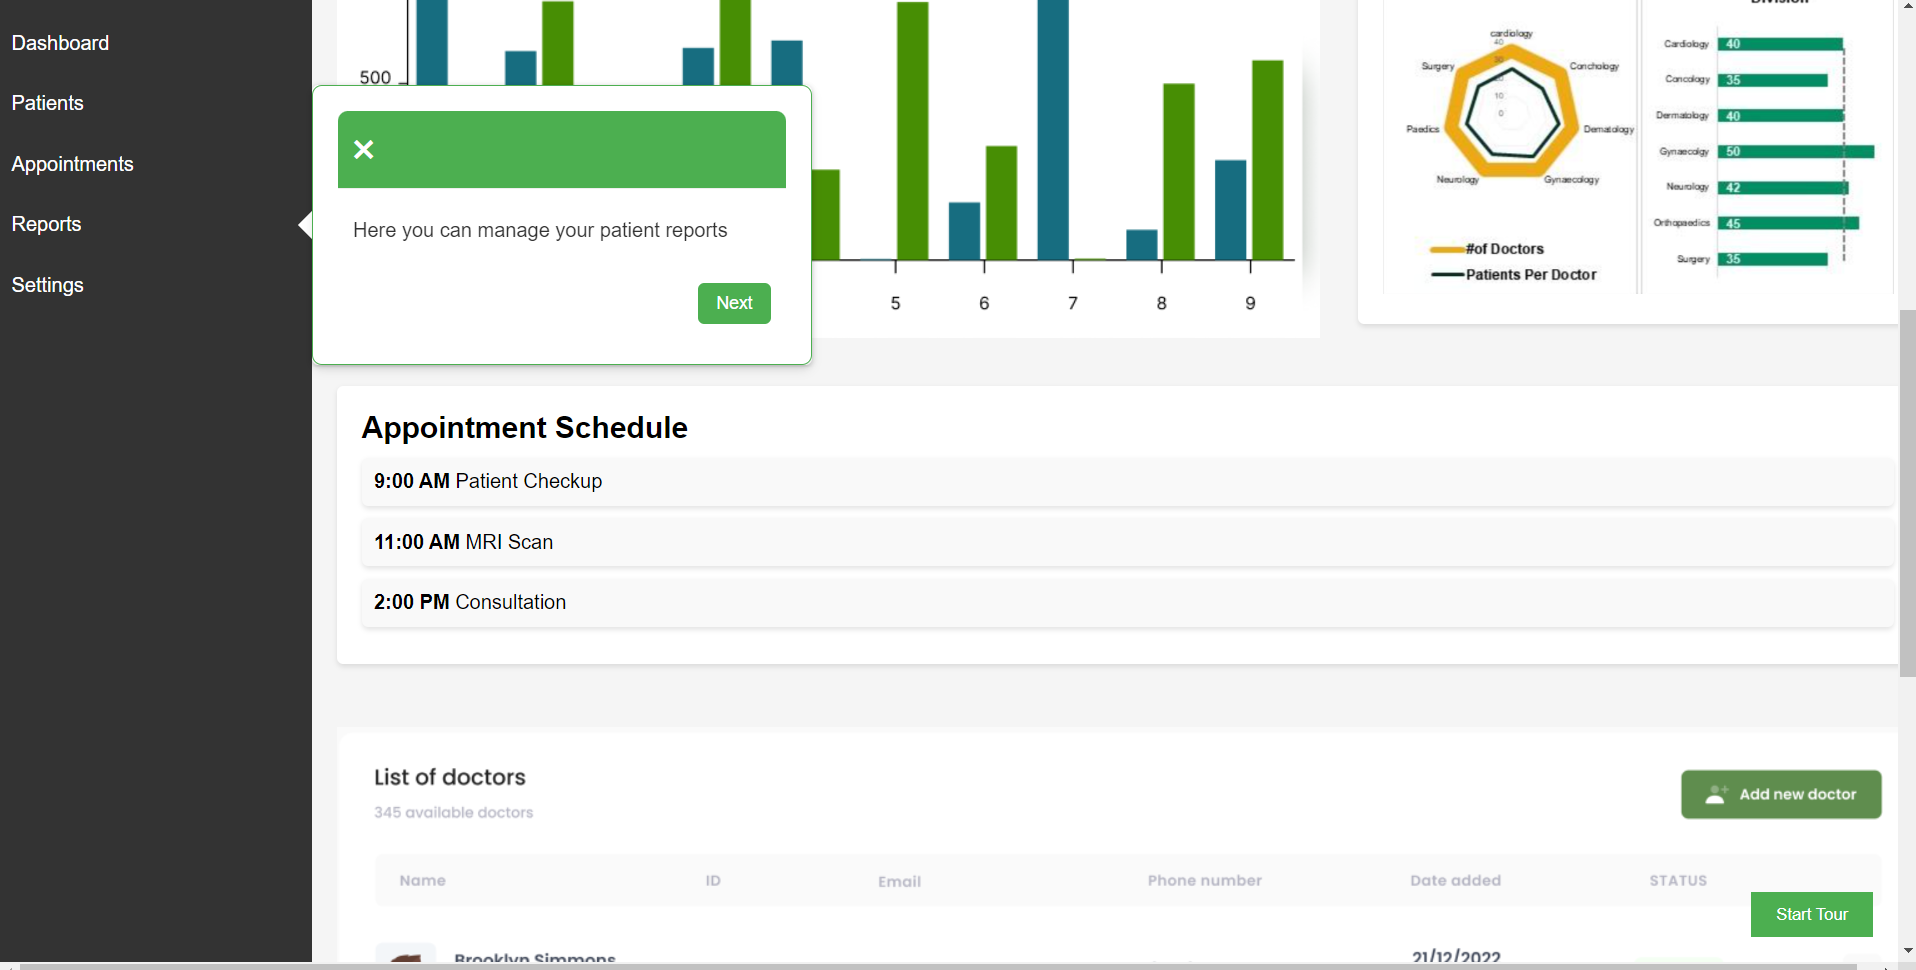 Dashboard
Patients
Appointments
Reports
Settings
500
5 6 7 8 9
×
Here you can manage your patient reports
Next
cardiology
Conchology
Dematology
Gynaecology
Neurology
Paedics
Surgery
40
30
20
10
0
#of Doctors
Patients Per Doctor
Division
Cardiology 40
Concology 35
Dermatology 40
Gynaecolgy 50
Neurology 42
Orthopaedics 45
Surgery 35
Appointment Schedule
9:00 AM Patient Checkup
11:00 AM MRI Scan
2:00 PM Consultation
List of doctors
345 available doctors
Add new doctor
Name ID Email Phone number Date added STATUS
Start Tour
Brooklyn Simmons 21/12/2022